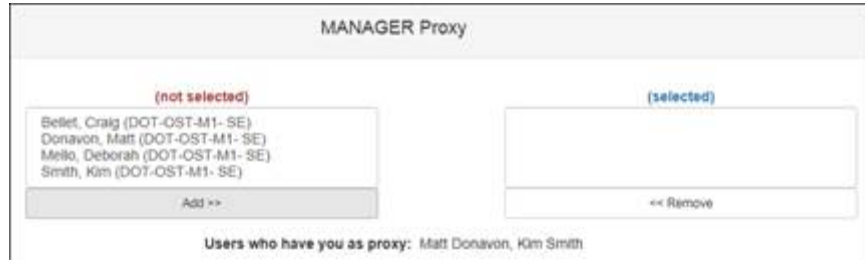 MANAGER Proxy
(not selected)
(selected)
Bellet, Craig (DOT-OST-M1- SE)
Donavon, Matt (DOT-OST-M1- SE)
Mello, Deborah (DOT-OST-M1- SE)
Smith, Kim (DOT-OST-M1- SE)
Add >>
<< Remove
Users who have you as proxy: Matt Donavon, Kim Smith